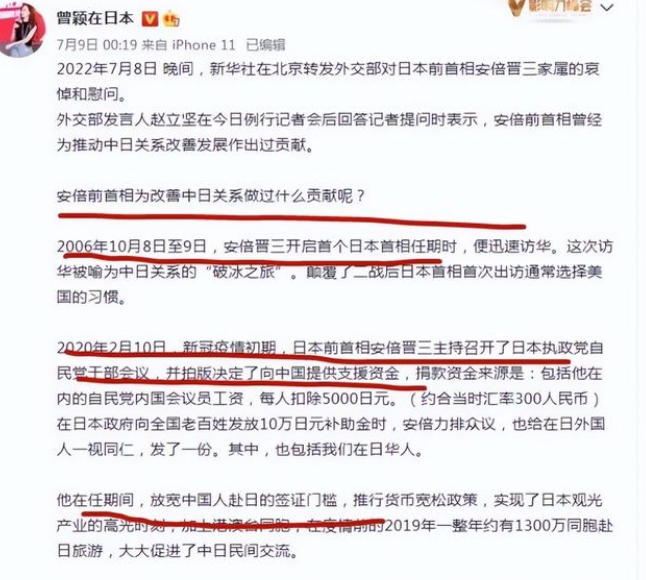 曾颖在日本
影响力峰会
7月9日 00:19 来自 iPhone 11 已编辑
2022年7月8日 晚间，新华社在北京转发外交部对日本前首相安倍晋三家属的哀
悼和慰问。
外交部发言人赵立坚在今日例行记者会后回答记者提问时表示，安倍前首相曾经
为推动中日关系改善发展作出过贡献。
安倍前首相为改善中日关系做过什么贡献呢？
2006年10月8日至9日，安倍晋三开启首个日本首相任期时，便迅速访华。这次访
华被喻为中日关系的“破冰之旅”。颠覆了二战后日本首相首次出访通常选择美
国的习惯。
2020年2月10日，新冠疫情初期，日本前首相安倍晋三主持召开了日本执政党自
民党干部会议，并拍版决定了向中国提供支援资金，捐款资金来源是：包括他在
内的自民党内国会议员工资，每人扣除5000日元。（约合当时汇率300人民币）
在日本政府向全国老百姓发放10万日元补助金时，安倍力排众议，也给在日外国
人一视同仁，发了一份。其中，也包括我们在日华人。
他在任期间，放宽中国人赴日的签证门槛，推行货币宽松政策，实现了日本观光
产业的高光时刻，加上港澳台同胞，在疫情前的2019年一整年约有1300万同胞赴
日旅游，大大促进了中日民间交流。